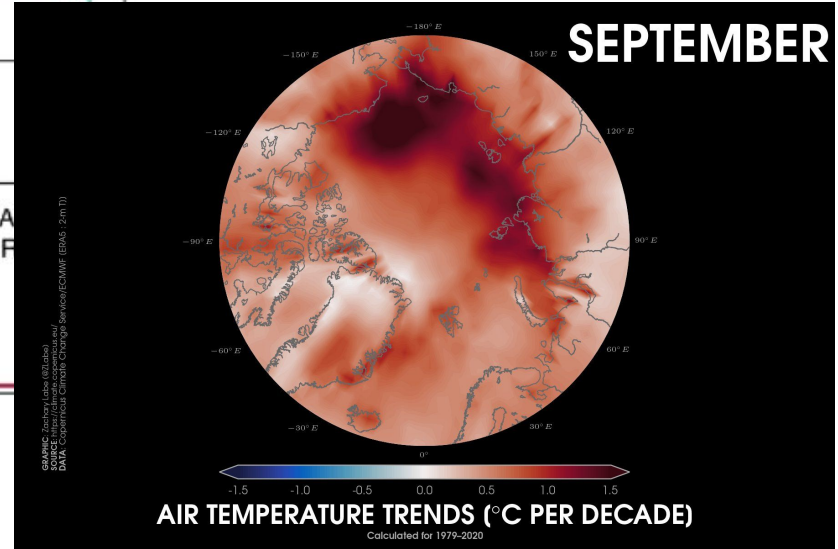 SEPTEMBER
−180° E
−150° E
150° E
−120° E
120° E
−90° E
90° E
−60° E
60° E
−30° E
30° E
0°
A
F
GRAPHIC: Zachary Labe (@ZLabe)
SOURCE: https://climate.copernicus.eu/
DATA: Copernicus Climate Change Service/ECMWF (ERA5 : 2-m T))
-1.5 -1.0 -0.5 0.0 0.5 1.0 1.5
AIR TEMPERATURE TRENDS (°C PER DECADE)
Calculated for 1979–2020